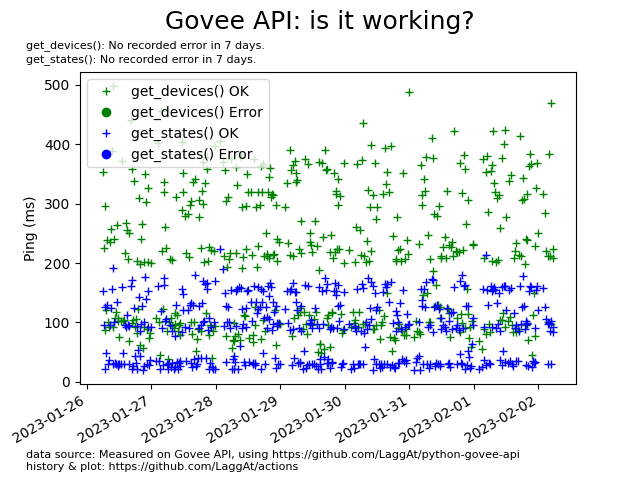 Govee API: is it working?
get_devices(): No recorded error in 7 days.
get_states(): No recorded error in 7 days.
500
400
300
200
100
0
Ping (ms)
get_devices() OK
get_devices() Error
get_states() OK
get_states() Error
2023-01-26
2023-01-27
2023-01-28
2023-01-29
2023-01-30
2023-01-31
2023-02-01
2023-02-02
data source: Measured on Govee API, using https://github.com/LaggAt/python-govee-api
history & plot: https://github.com/LaggAt/actions